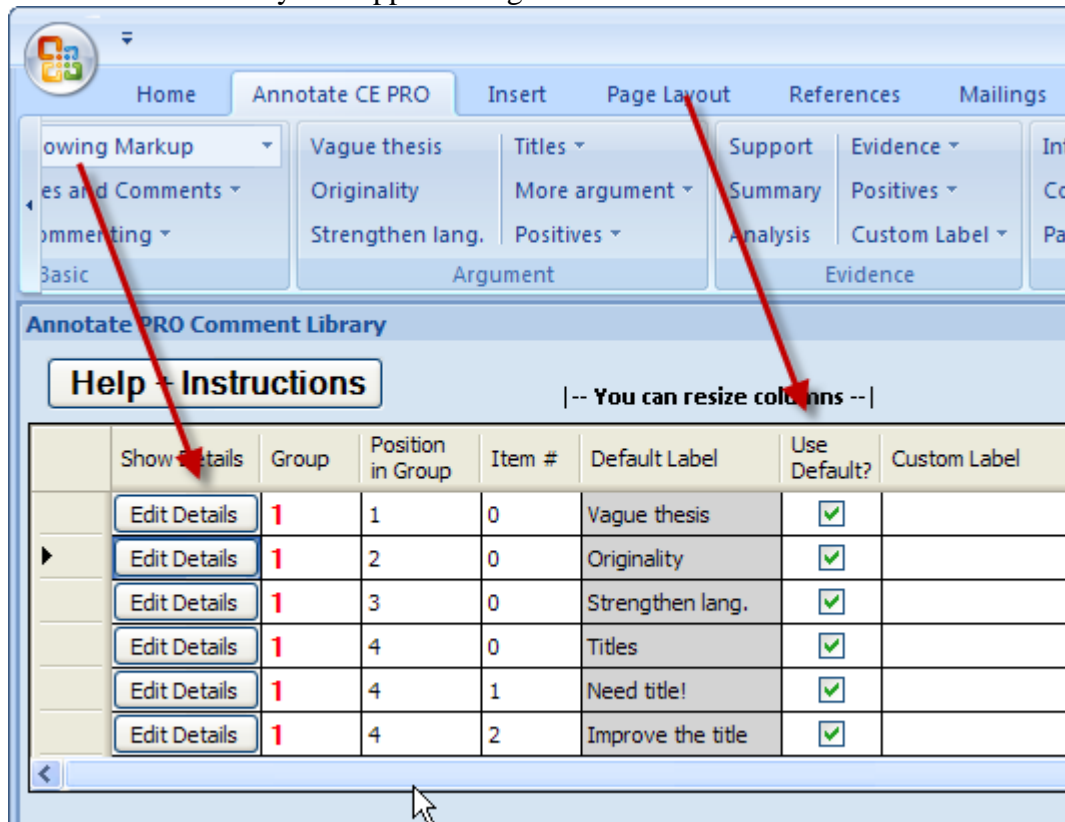 Home Annotate CE PRO Insert Page Layout References Mailings
owing Markup Vague thesis Titles Support Evidence Int
es and Comments Originality More argument Summary Positives Co
ommenting Strengthen lang. Positives Analysis Custom Label Pa
Basic Argument Evidence
Annotate PRO Comment Library
Help + Instructions
|-- You can resize columns --|
Show Details Group Position in Group Item # Default Label Use Default? Custom Label
Edit Details 1 1 0 Vague thesis
Edit Details 1 2 0 Originality
Edit Details 1 3 0 Strengthen lang.
Edit Details 1 4 0 Titles
Edit Details 1 4 1 Need title!
Edit Details 1 4 2 Improve the title